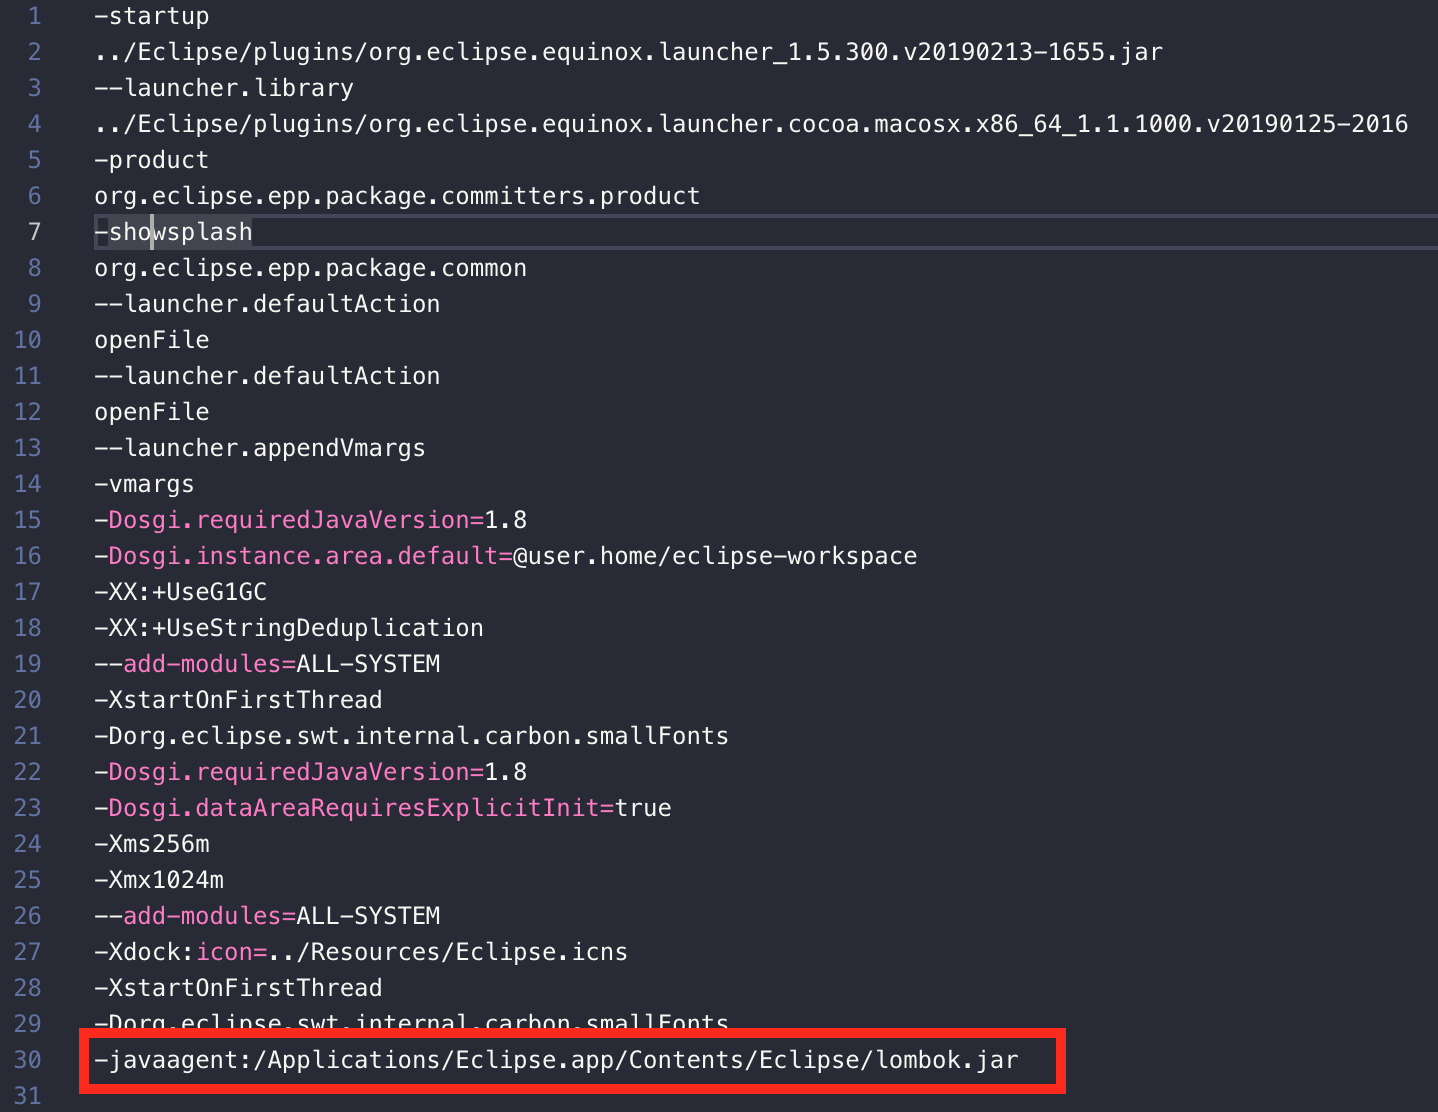 1 -startup
2 ../Eclipse/plugins/org.eclipse.equinox.launcher_1.5.300.v20190213-1655.jar
3 --launcher.library
4 ../Eclipse/plugins/org.eclipse.equinox.launcher.cocoa.macosx.x86_64_1.1.1000.v20190125-2016
5 -product
6 org.eclipse.epp.package.committers.product
7 -showsplash
8 org.eclipse.epp.package.common
9 --launcher.defaultAction
10 openFile
11 --launcher.defaultAction
12 openFile
13 --launcher.appendVmargs
14 -vmargs
15 -Dosgi.requiredJavaVersion=1.8
16 -Dosgi.instance.area.default=@user.home/eclipse-workspace
17 -XX:+UseG1GC
18 -XX:+UseStringDeduplication
19 --add-modules=ALL-SYSTEM
20 -XstartOnFirstThread
21 -Dorg.eclipse.swt.internal.carbon.smallFonts
22 -Dosgi.requiredJavaVersion=1.8
23 -Dosgi.dataAreaRequiresExplicitInit=true
24 -Xms256m
25 -Xmx1024m
26 --add-modules=ALL-SYSTEM
27 -Xdock:icon=../Resources/Eclipse.icns
28 -XstartOnFirstThread
29 -Dorg.eclipse.swt.internal.carbon.smallFonts
30 -javaagent:/Applications/Eclipse.app/Contents/Eclipse/lombok.jar
31